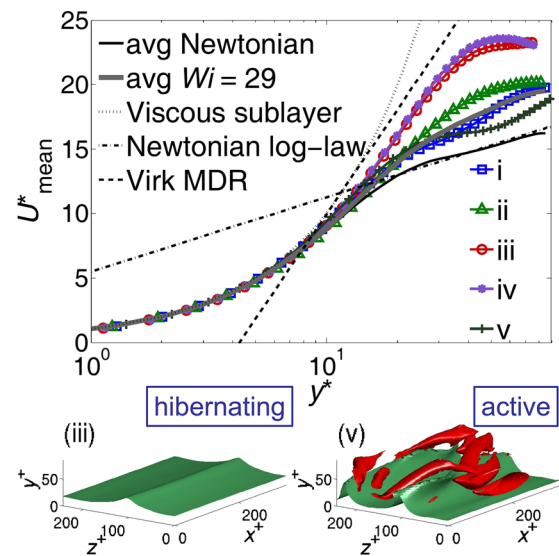 25
20
15
10
5
0
U*mean
avg Newtonian
avg Wi = 29
Viscous sublayer
Newtonian log–law
Virk MDR
i
ii
iii
iv
v
10⁰
10¹
y*
hibernating
active
(iii)
(v)
y⁺
50
0
200
100
0
0
200
z⁺
x⁺
y⁺
50
0
200
100
0
0
200
z⁺
x⁺